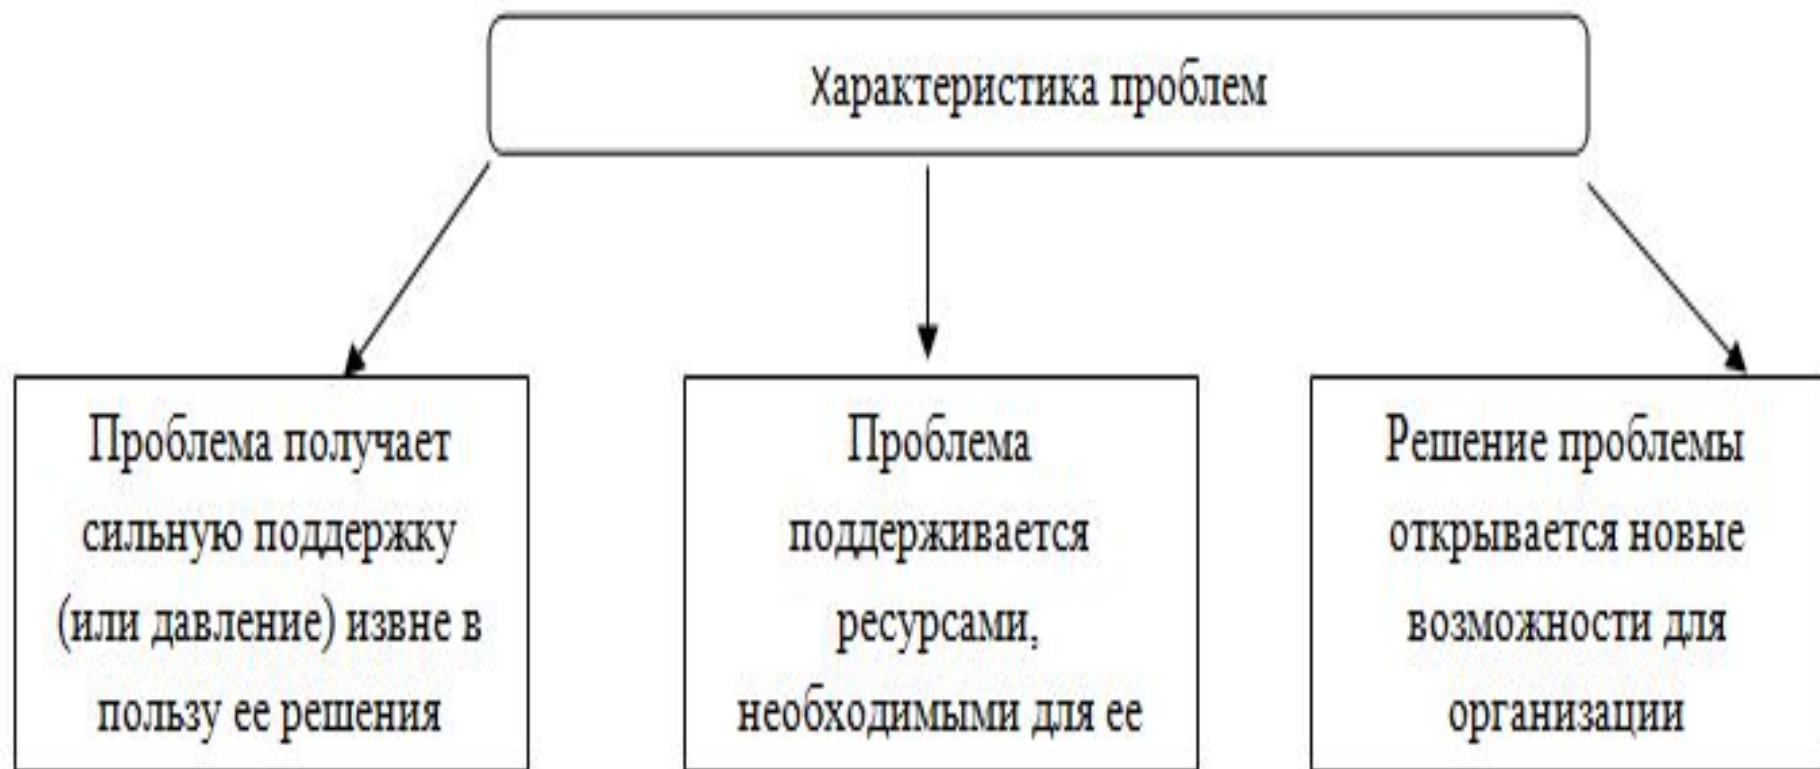 Характеристика проблем
Проблема получает
сильную поддержку
(или давление) извне в
пользу ее решения
Проблема
поддерживается
ресурсами,
необходимыми для ее
Решение проблемы
открывается новые
возможности для
организации